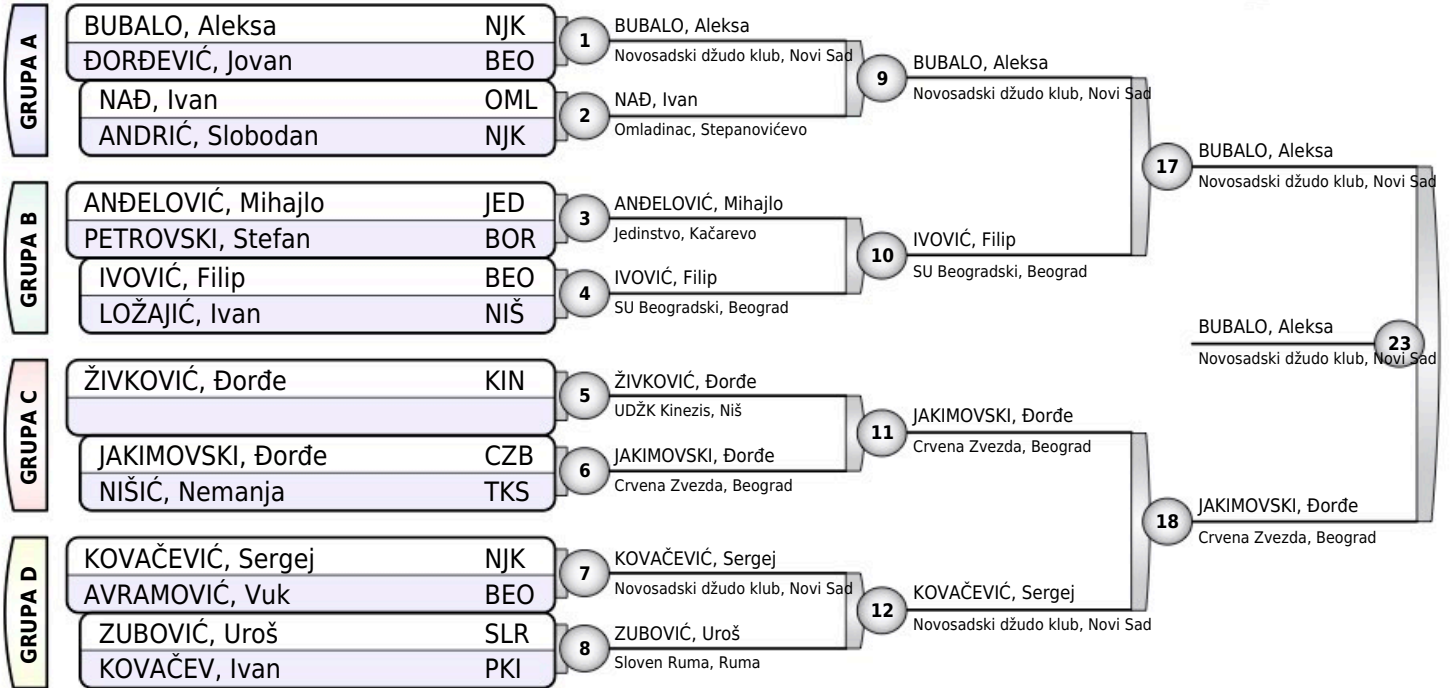 GRUPA A
BUBALO, Aleksa NJK
ĐORĐEVIĆ, Jovan BEO
1
NAĐ, Ivan OML
ANDRIĆ, Slobodan NJK
2
GRUPA B
ANĐELOVIĆ, Mihajlo JED
PETROVSKI, Stefan BOR
3
IVOVIĆ, Filip BEO
LOŽAJIĆ, Ivan NIŠ
4
GRUPA C
ŽIVKOVIĆ, Đorđe KIN
5
JAKIMOVSKI, Đorđe CZB
NIŠIĆ, Nemanja TKS
6
GRUPA D
KOVAČEVIĆ, Sergej NJK
AVRAMOVIĆ, Vuk BEO
7
ZUBOVIĆ, Uroš SLR
KOVAČEV, Ivan PKI
8
BUBALO, Aleksa
Novosadski džudo klub, Novi Sad
9
NAĐ, Ivan
Omladinac, Stepanovićevo
ANĐELOVIĆ, Mihajlo
Jedinstvo, Kačarevo
10
IVOVIĆ, Filip
SU Beogradski, Beograd
ŽIVKOVIĆ, Đorđe
UDŽK Kinezis, Niš
11
JAKIMOVSKI, Đorđe
Crvena Zvezda, Beograd
KOVAČEVIĆ, Sergej
Novosadski džudo klub, Novi Sad
12
ZUBOVIĆ, Uroš
Sloven Ruma, Ruma
BUBALO, Aleksa
Novosadski džudo klub, Novi Sad
17
IVOVIĆ, Filip
SU Beogradski, Beograd
JAKIMOVSKI, Đorđe
Crvena Zvezda, Beograd
18
KOVAČEVIĆ, Sergej
Novosadski džudo klub, Novi Sad
BUBALO, Aleksa
Novosadski džudo klub, Novi Sad
BUBALO, Aleksa
23
Novosadski džudo klub, Novi Sad
JAKIMOVSKI, Đorđe
Crvena Zvezda, Beograd